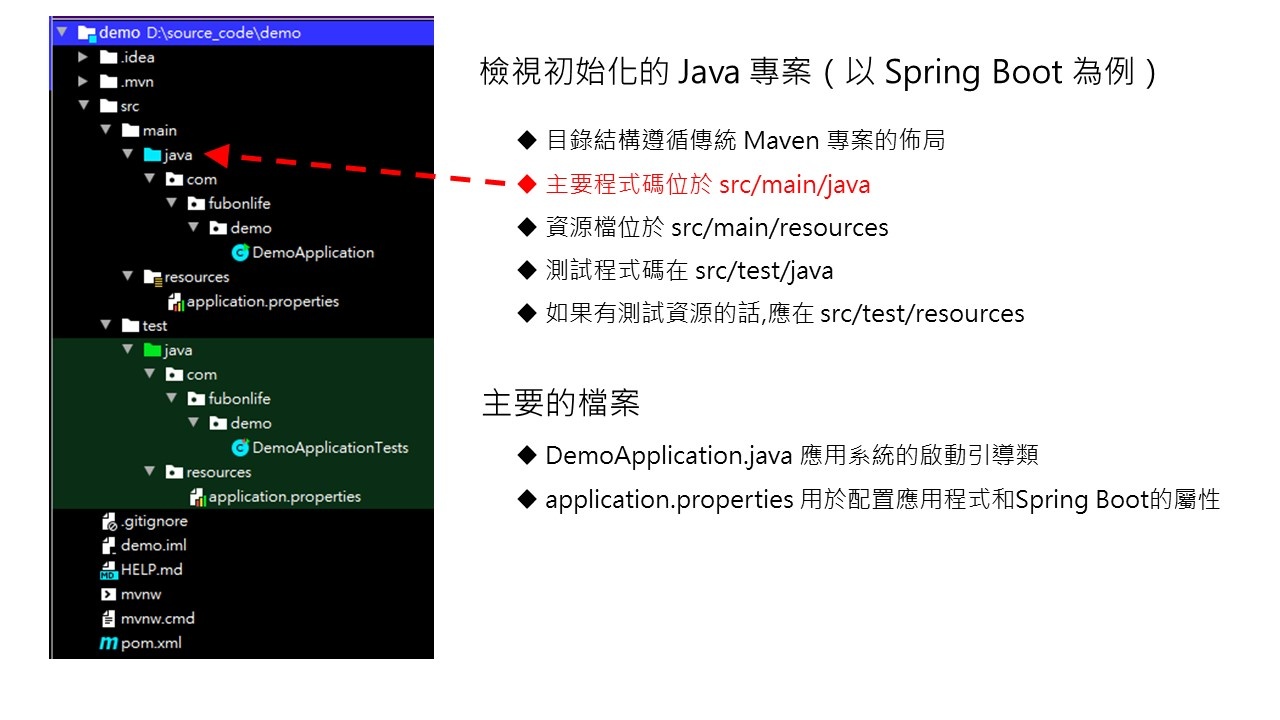 demo D:\source_code\demo
.idea
.mvn
src
main
java
com
fubonlife
demo
DemoApplication
resources
application.properties
test
java
com
fubonlife
demo
DemoApplicationTests
resources
application.properties
.gitignore
demo.iml
HELP.md
mvnw
mvnw.cmd
pom.xml
檢視初始化的 Java 專案 ( 以 Spring Boot 為例 )
◆ 目錄結構遵循傳統 Maven 專案的佈局
◆ 主要程式碼位於 src/main/java
◆ 資源檔位於 src/main/resources
◆ 測試程式碼在 src/test/java
◆ 如果有測試資源的話,應在 src/test/resources
主要的檔案
◆ DemoApplication.java 應用系統的啟動引導類
◆ application.properties 用於配置應用程式和Spring Boot的屬性